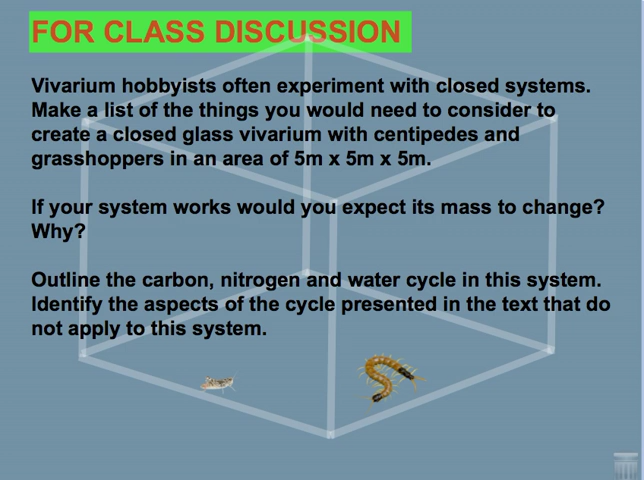 FOR CLASS DISCUSSION
Vivarium hobbyists often experiment with closed systems.
Make a list of the things you would need to consider to
create a closed glass vivarium with centipedes and
grasshoppers in an area of 5m x 5m x 5m.
If your system works would you expect its mass to change?
Why?
Outline the carbon, nitrogen and water cycle in this system.
Identify the aspects of the cycle presented in the text that do
not apply to this system.